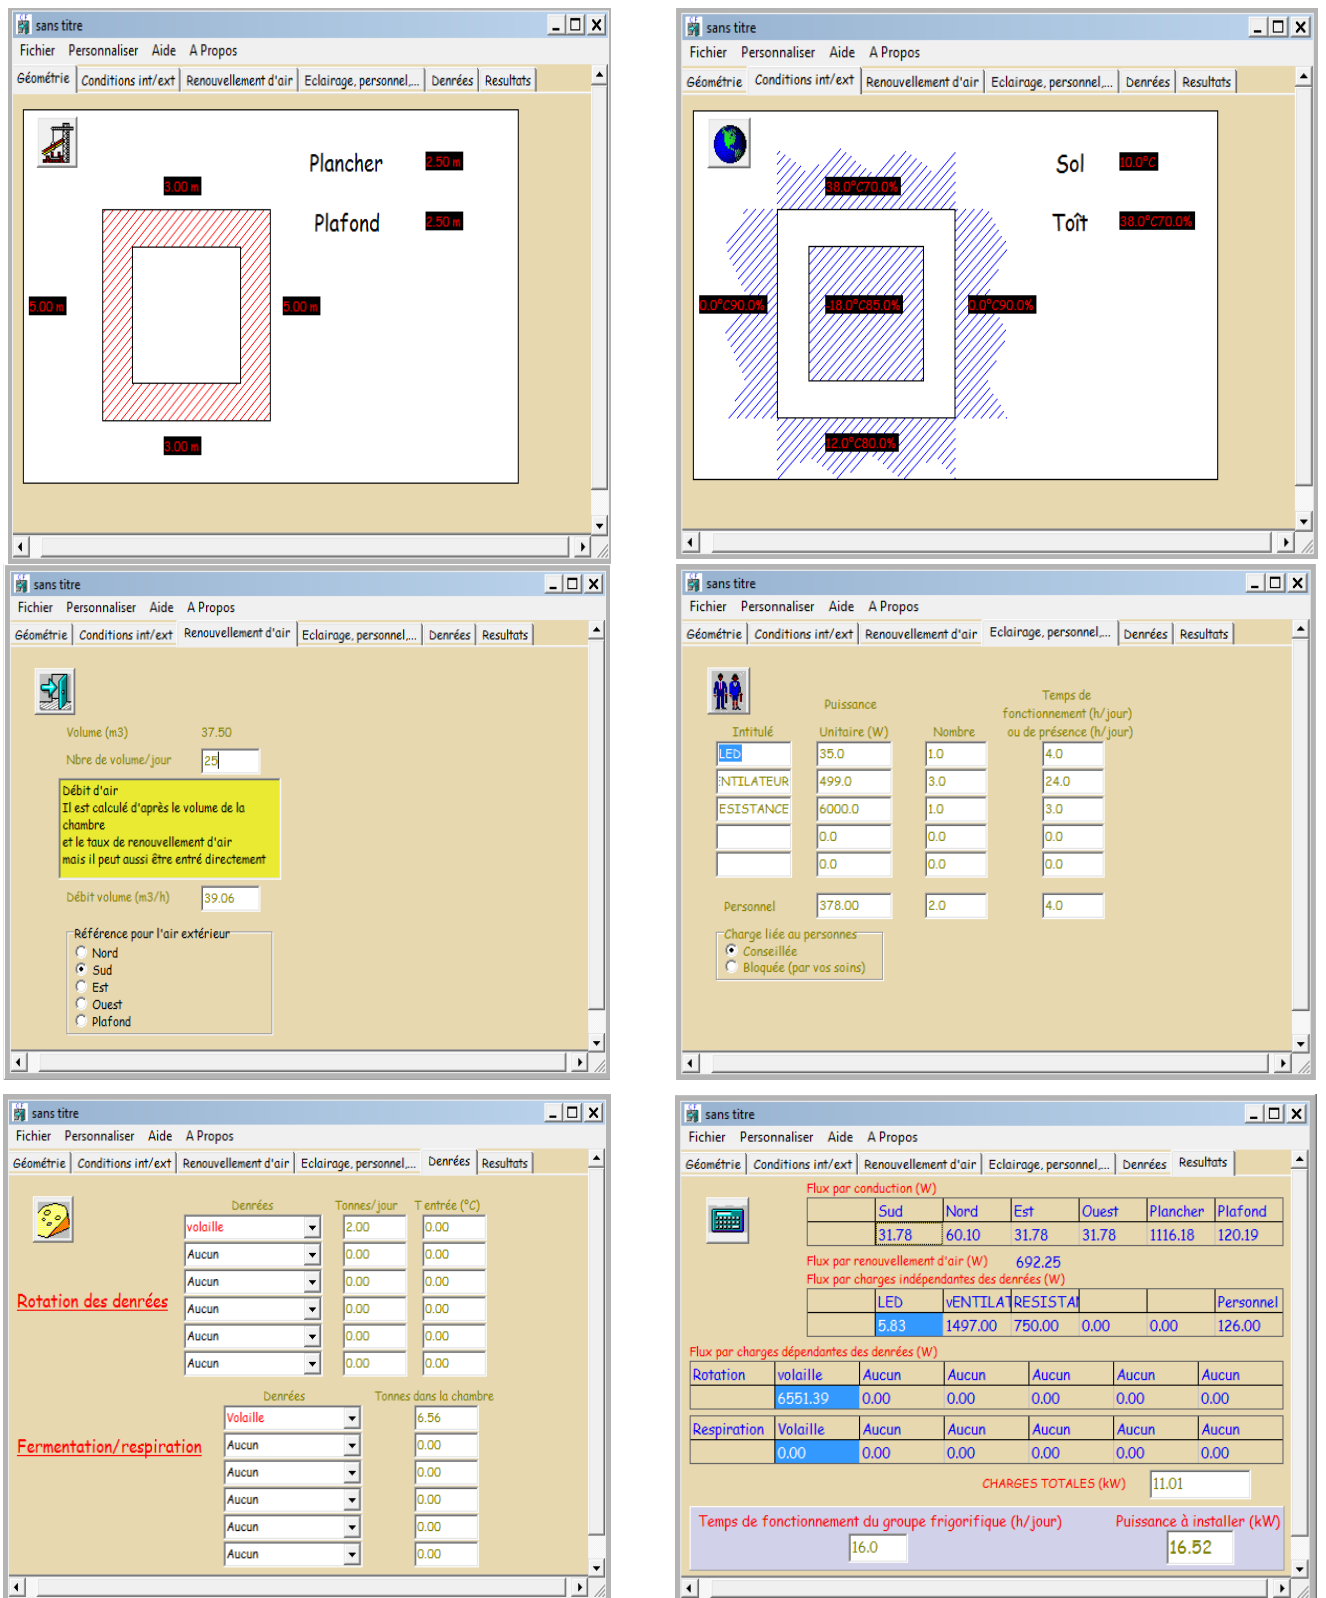 sans titre
Fichier Personnaliser Aide A Propos
Géométrie Conditions int/ext Renouvellement d'air Eclairage, personnel,... Denrées Resultats
Plancher 2.50 m
3.00 m
Plafond 2.50 m
5.00 m 5.00 m
3.00 m
sans titre
Fichier Personnaliser Aide A Propos
Géométrie Conditions int/ext Renouvellement d'air Eclairage, personnel,... Denrées Resultats
Sol 10.0°C
38.0°C70.0%
Toît 38.0°C70.0%
0.0°C90.0% -18.0°C85.0% 0.0°C90.0%
12.0°C80.0%
sans titre
Fichier Personnaliser Aide A Propos
Géométrie Conditions int/ext Renouvellement d'air Eclairage, personnel,... Denrées Resultats
Volume (m3) 37.50
Nbre de volume/jour 25
Débit d'air
Il est calculé d'après le volume de la
chambre
et le taux de renouvellement d'air
mais il peut aussi être entré directement
Débit volume (m3/h) 39.06
Référence pour l'air extérieur
Nord
Sud
Est
Ouest
Plafond
sans titre
Fichier Personnaliser Aide A Propos
Géométrie Conditions int/ext Renouvellement d'air Eclairage, personnel,... Denrées Resultats
Temps de
Puissance fonctionnement (h/jour)
Intitulé Unitaire (W) Nombre ou de présence (h/jour)
LED 35.0 1.0 4.0
ENTILATEUR 499.0 3.0 24.0
ESISTANCE 6000.0 1.0 3.0
0.0 0.0 0.0
0.0 0.0 0.0
Personnel 378.00 2.0 4.0
Charge liée au personnes
Conseillée
Bloquée (par vos soins)
sans titre
Fichier Personnaliser Aide A Propos
Géométrie Conditions int/ext Renouvellement d'air Eclairage, personnel,... Denrées Resultats
Denrées Tonnes/jour T entrée (°C)
volaille 2.00 0.00
Aucun 0.00 0.00
Aucun 0.00 0.00
Rotation des denrées Aucun 0.00 0.00
Aucun 0.00 0.00
Aucun 0.00 0.00
Denrées Tonnes dans la chambre
Volaille 6.56
Fermentation/respiration Aucun 0.00
Aucun 0.00
Aucun 0.00
Aucun 0.00
Aucun 0.00
sans titre
Fichier Personnaliser Aide A Propos
Géométrie Conditions int/ext Renouvellement d'air Eclairage, personnel,... Denrées Resultats
Flux par conduction (W)
Sud Nord Est Ouest Plancher Plafond
31.78 60.10 31.78 31.78 1116.18 120.19
Flux par renouvellement d'air (W) 692.25
Flux par charges indépendantes des denrées (W)
LED vENTILAT RESISTAN Personnel
5.83 1497.00 750.00 0.00 0.00 126.00
Flux par charges dépendantes des denrées (W)
Rotation volaille Aucun Aucun Aucun Aucun Aucun
6551.39 0.00 0.00 0.00 0.00 0.00
Respiration Volaille Aucun Aucun Aucun Aucun Aucun
0.00 0.00 0.00 0.00 0.00 0.00
CHARGES TOTALES (kW) 11.01
Temps de fonctionnement du groupe frigorifique (h/jour) Puissance à installer (kW)
16.0 16.52